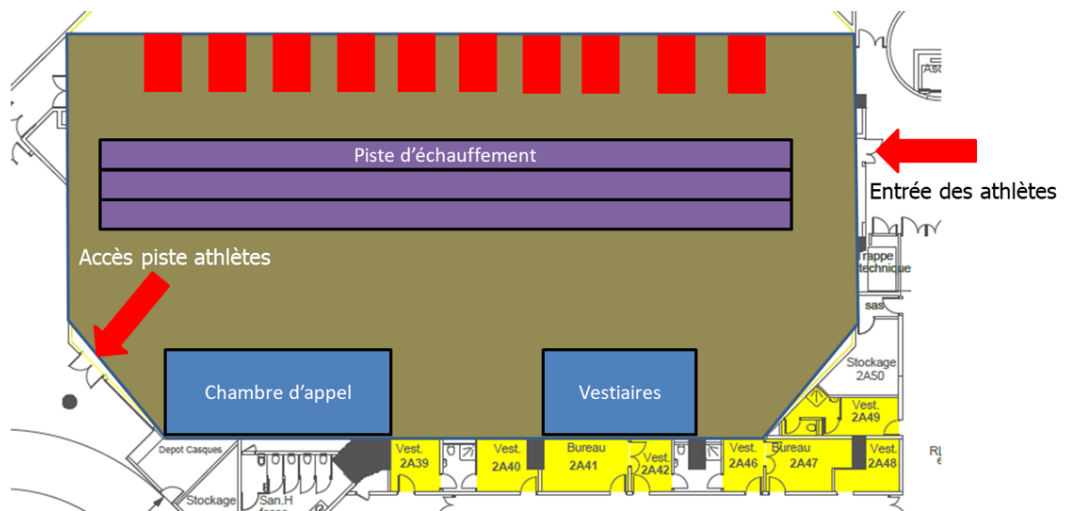 Piste d'échauffement
Entrée des athlètes
Accès piste athlètes
Trappe
technique
sas
Stockage
2A50
Chambre d'appel
Vestiaires
Vest.
2A49
Depot Casques
Vest.
2A39
Vest.
2A40
Bureau
2A41
Vest.
2A42
Vest.
2A46
Bureau
2A47
Vest.
2A48
Stockage
San.H